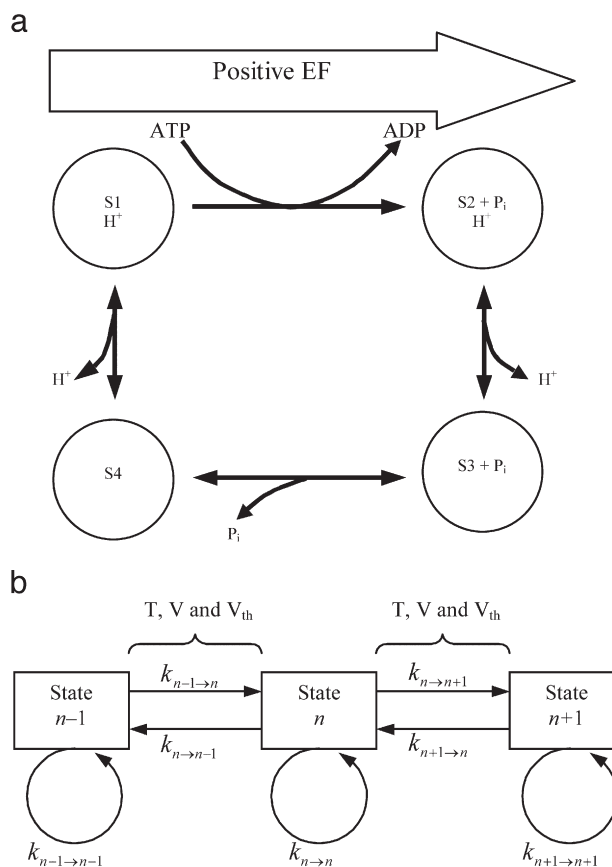 a
Positive EF
ATP ADP
S1
H⁺
S2 + Pᵢ
H⁺
H⁺
H⁺
S4
S3 + Pᵢ
Pᵢ
b
T, V and Vₜₕ T, V and Vₜₕ
State
n–1
kₙ₋₁→ₙ
kₙ→ₙ₋₁
State
n
kₙ→ₙ₊₁
kₙ₊₁→ₙ
State
n+1
kₙ₋₁→ₙ₋₁
kₙ→ₙ
kₙ₊₁→ₙ₊₁